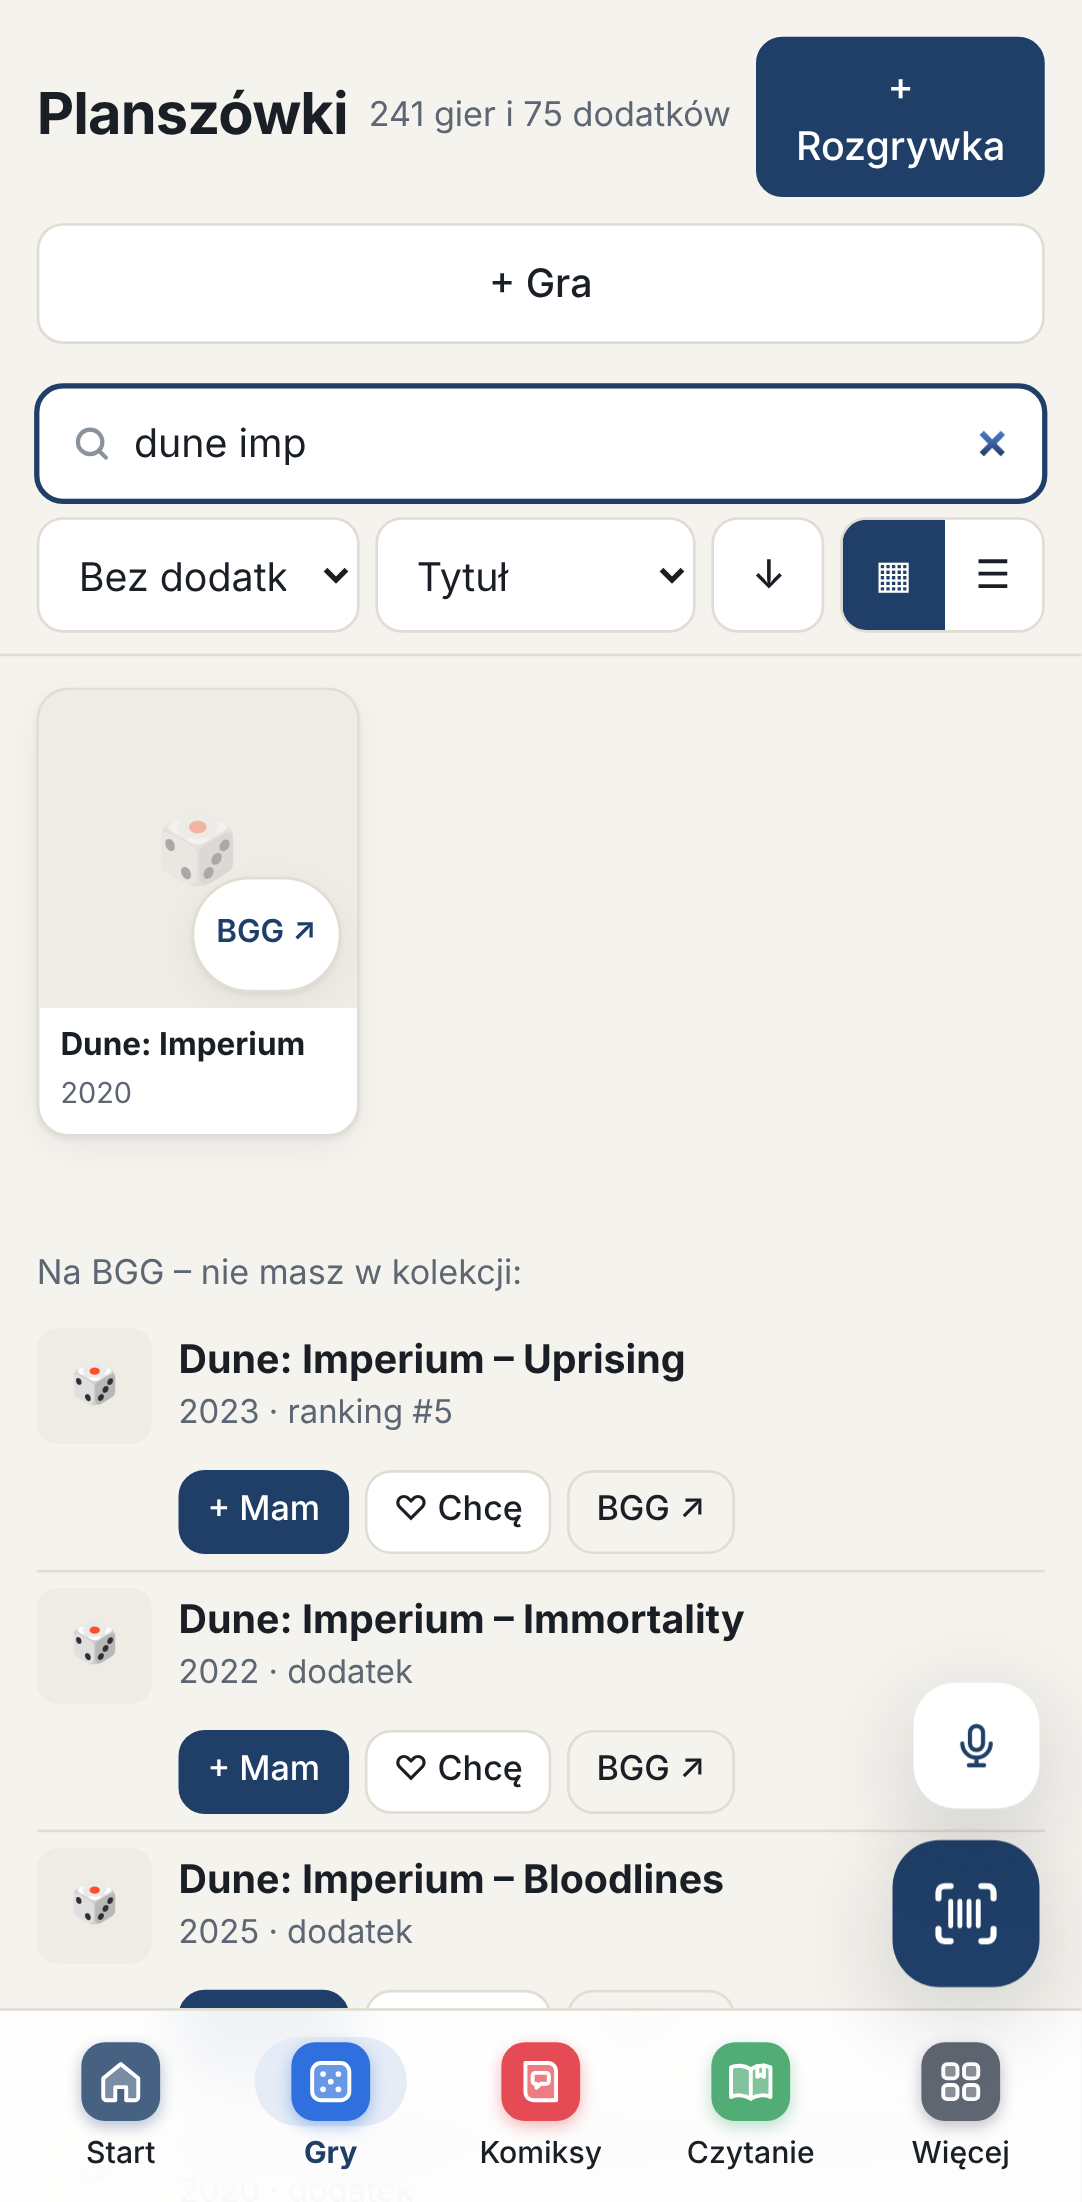 Planszówki 241 gier i 75 dodatków
+
Rozgrywka
+ Gra
dune imp
Bez dodatk
Tytuł
BGG ↗
Dune: Imperium
2020
Na BGG – nie masz w kolekcji:
Dune: Imperium – Uprising
2023 · ranking #5
+ Mam ♡ Chcę BGG ↗
Dune: Imperium – Immortality
2022 · dodatek
+ Mam ♡ Chcę BGG ↗
Dune: Imperium – Bloodlines
2025 · dodatek
Start Gry Komiksy Czytanie Więcej
2020 · dodatek